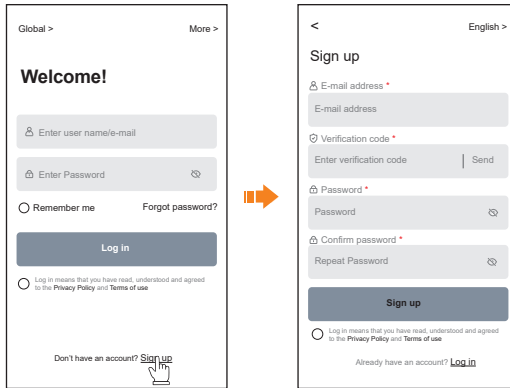 Global >
More >
Welcome!
Enter user name/e-mail
Enter Password
Remember me
Forgot password?
Log in
Log in means that you have read, understood and agreed
to the Privacy Policy and Terms of use
Don't have an account? Sign up
<
English >
Sign up
E-mail address *
E-mail address
Verification code *
Enter verification code
Send
Password *
Password
Confirm password *
Repeat Password
Sign up
Log in means that you have read, understood and agreed
to the Privacy Policy and Terms of use
Already have an account? Log in